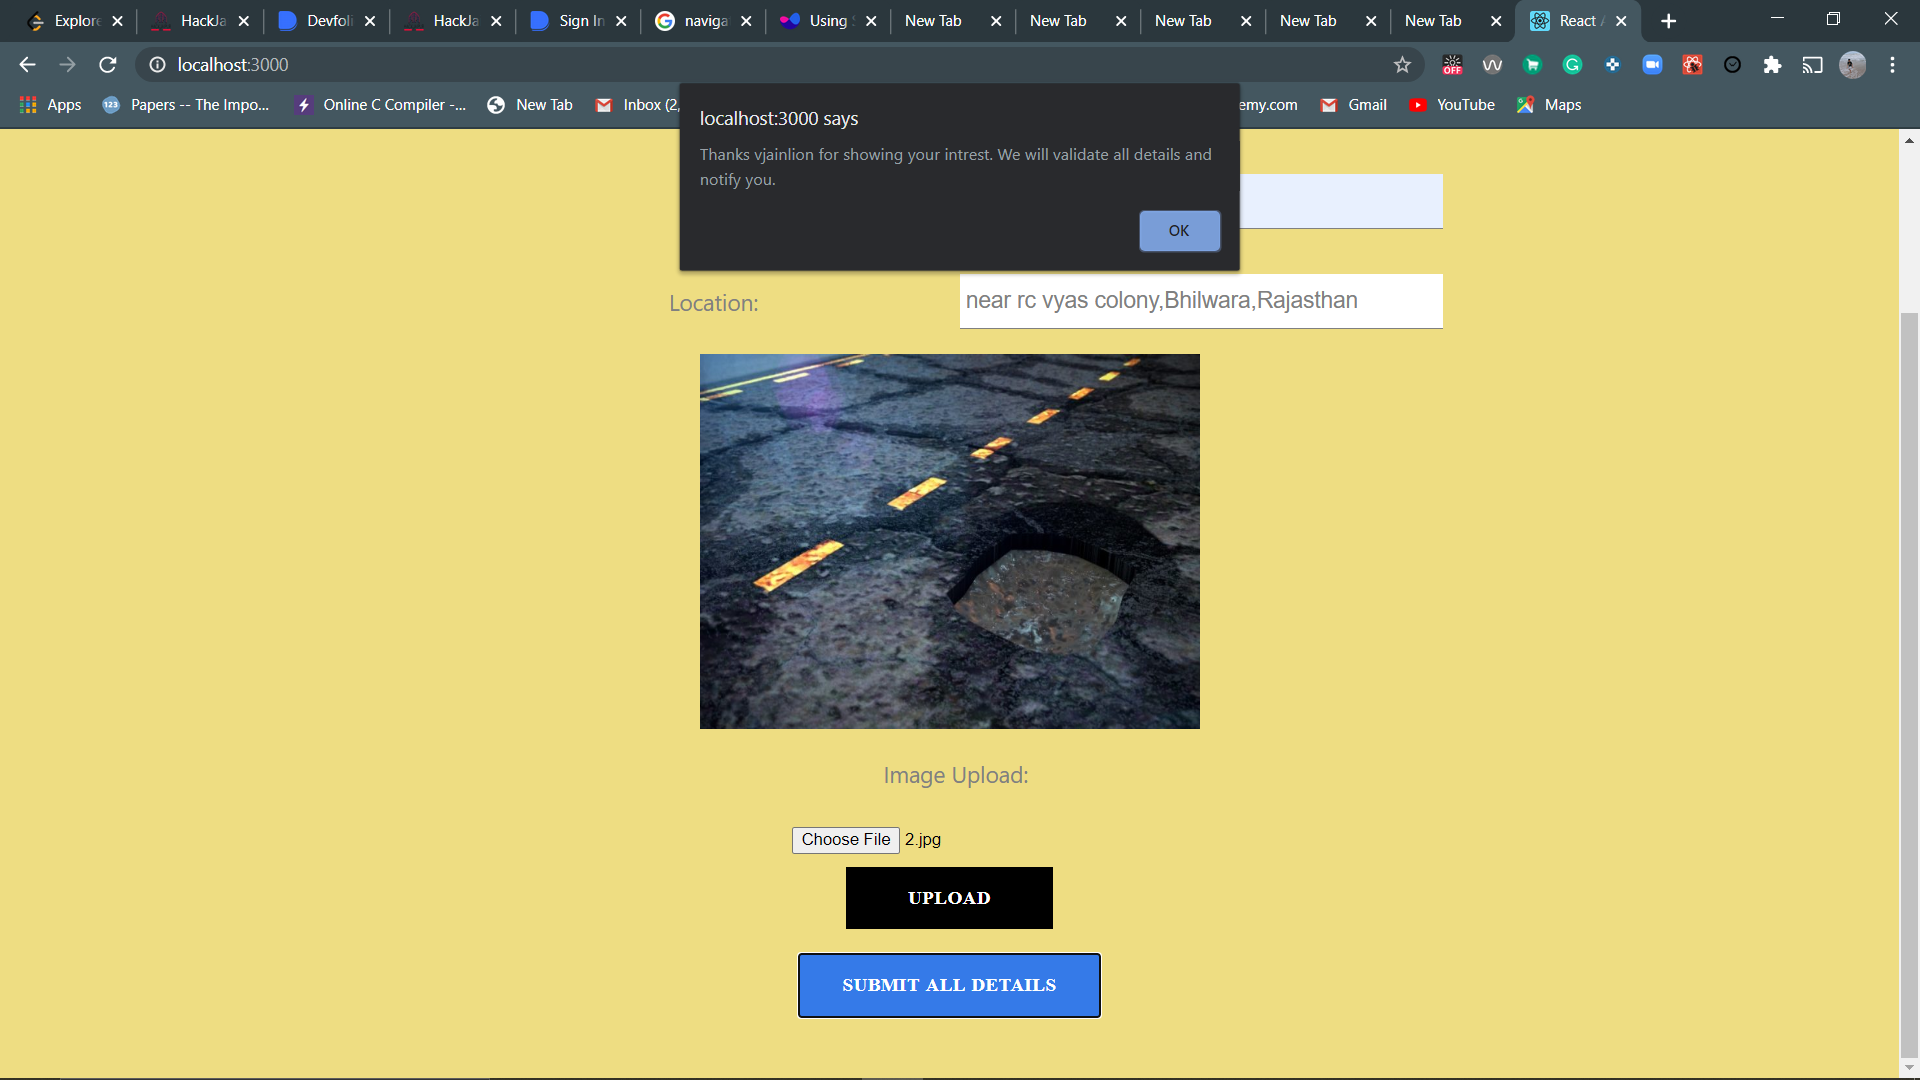 Explore
HackJa
Devfoli
HackJa
Sign In
naviga
Using
New Tab
New Tab
New Tab
New Tab
New Tab
React
localhost:3000
OFF
Apps
123
Papers -- The Impo...
Online C Compiler -...
New Tab
Inbox (2,
emy.com
Gmail
YouTube
Maps
localhost:3000 says
Thanks vjainlion for showing your intrest. We will validate all details and
notify you.
OK
Location:
near rc vyas colony,Bhilwara,Rajasthan
Image Upload:
Choose File 2.jpg
UPLOAD
SUBMIT ALL DETAILS